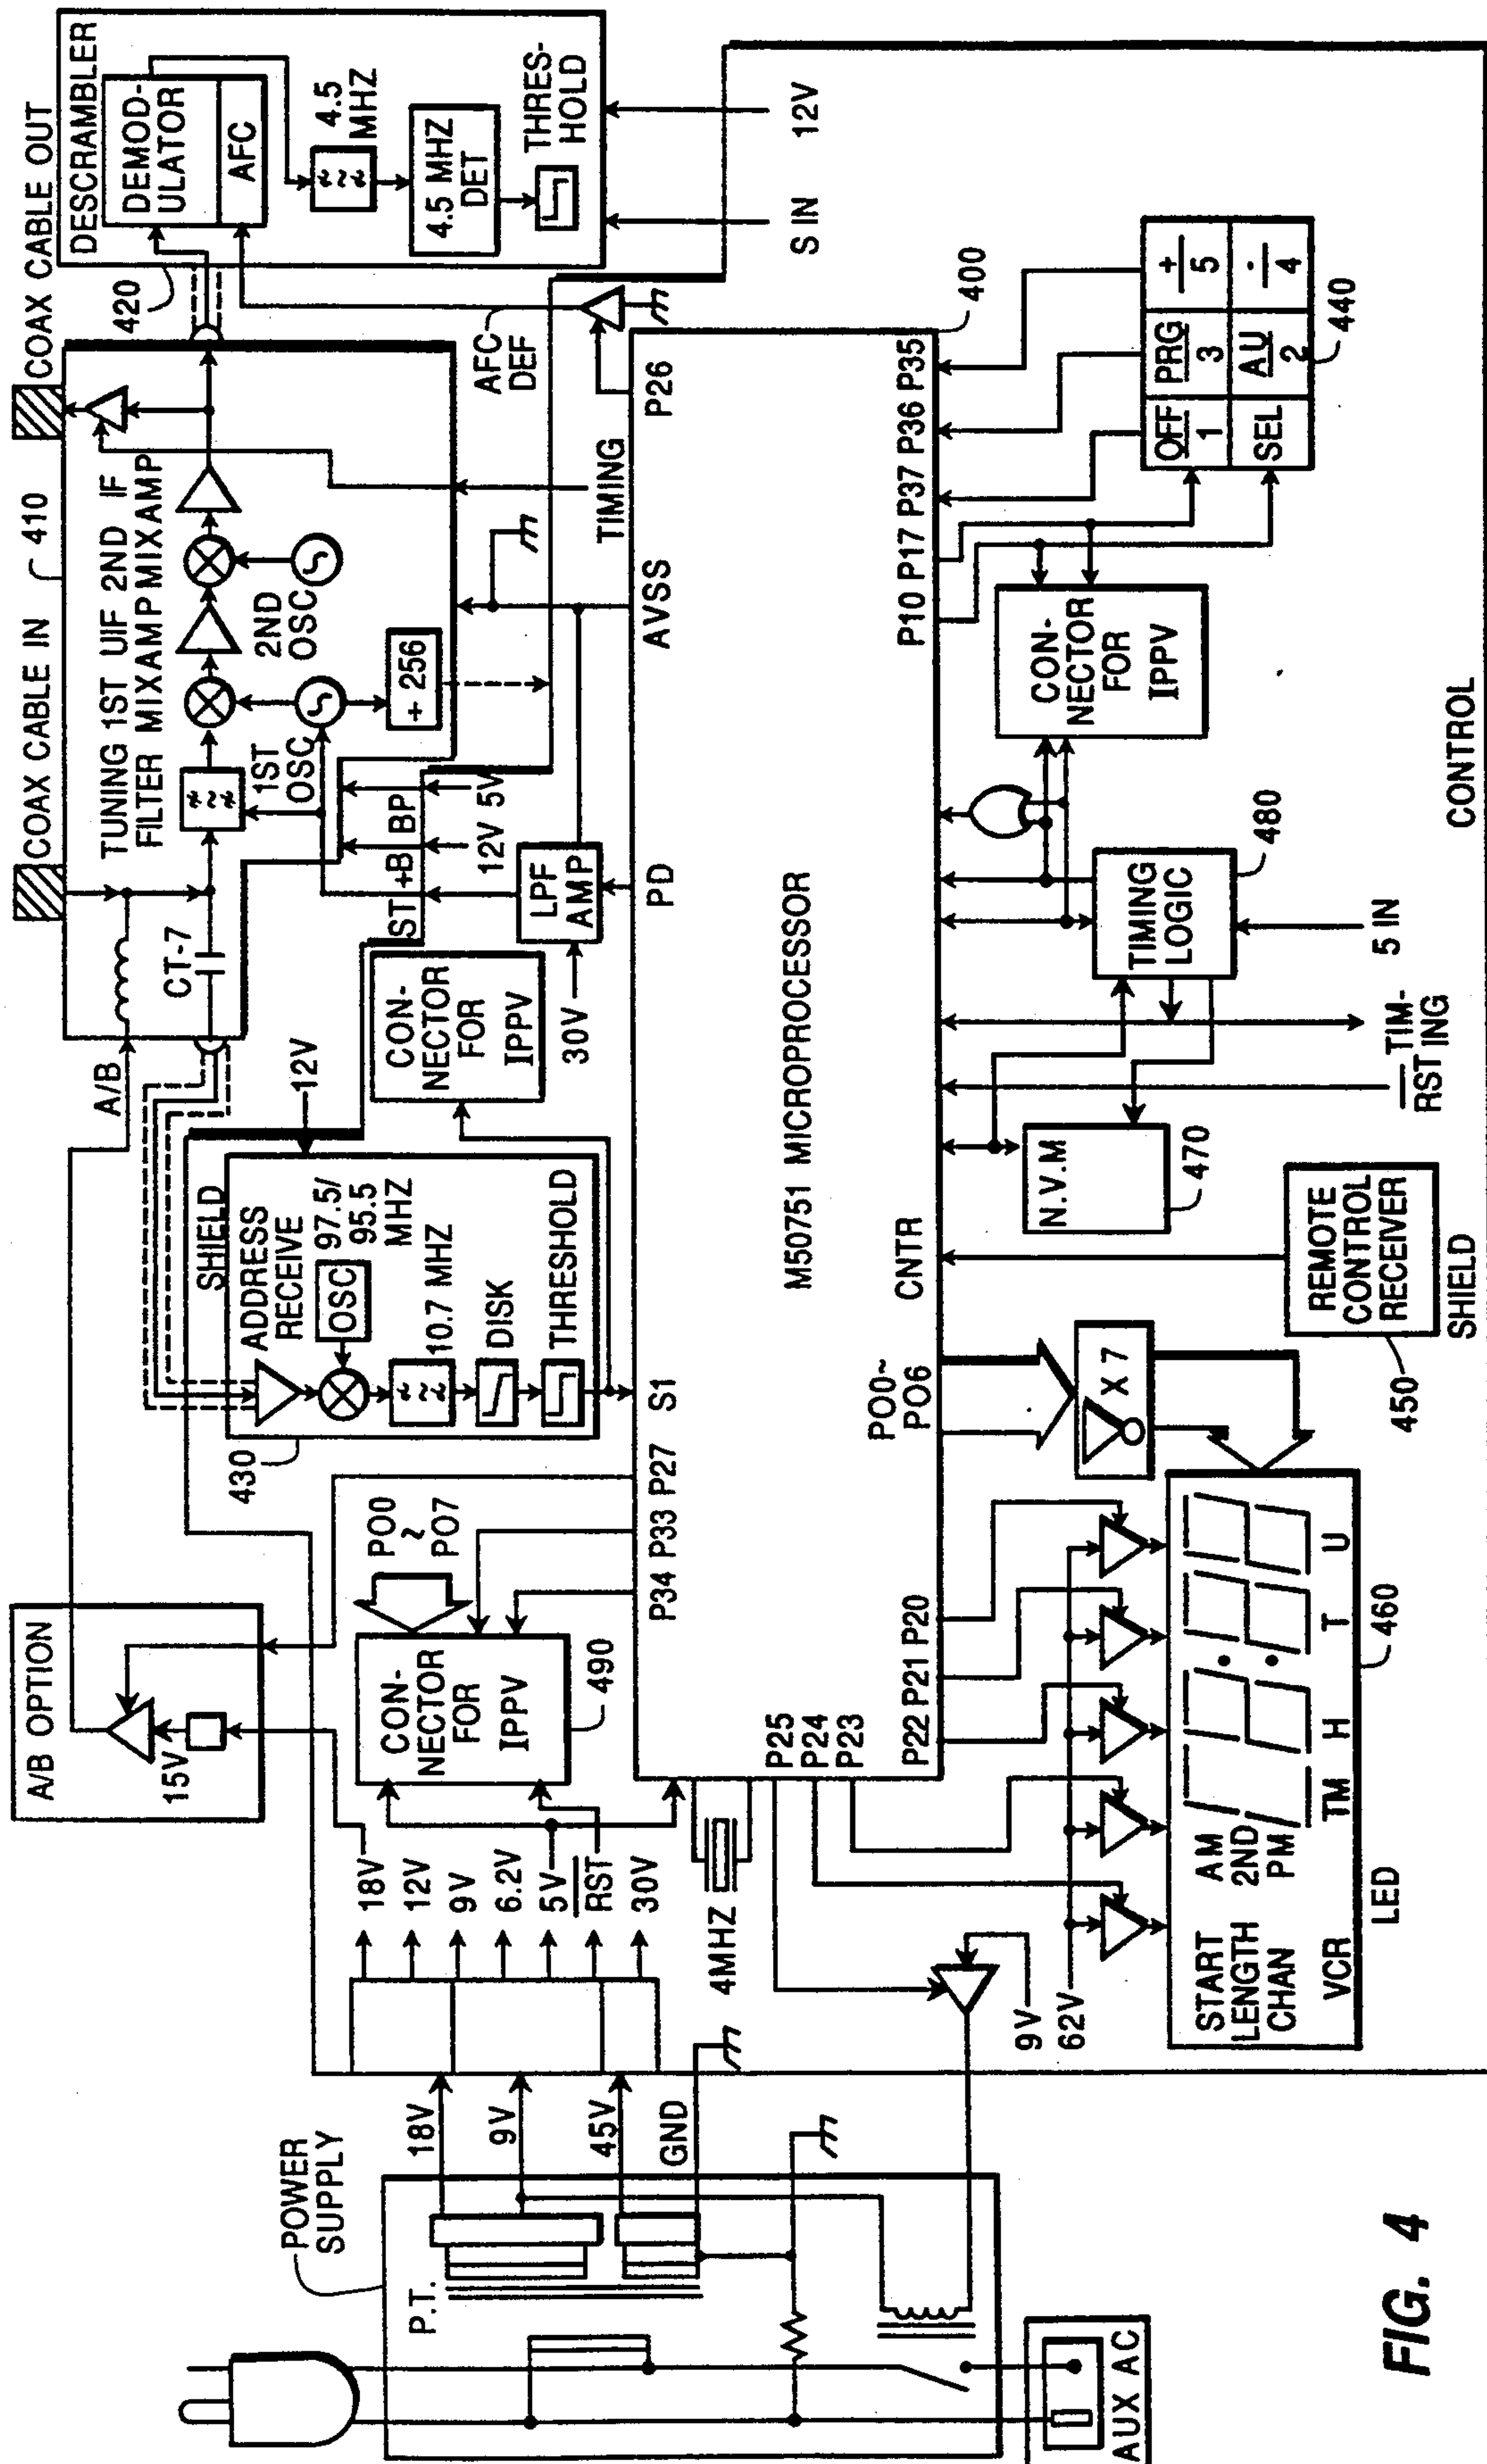 COAX CABLE IN
410
COAX CABLE OUT
TUNING 1ST UIF 2ND IF
FILTER MIX AMP MIX AMP
CT-7
1ST
OSC
2ND
OSC
+ 256
A/B
ST +B BP
12V 5V
420
DESCRAMBLER
DEMOD-
ULATOR
AFC
4.5
MHZ
4.5 MHZ
DET
THRES-
HOLD
AFC
DEF
S IN
12V
TIMING
A/B OPTION
15V
SHIELD
ADDRESS
RECEIVE
OSC
97.5/
95.5
MHZ
10.7 MHZ
DISK
THRESHOLD
430
12V
CON-
NECTOR
FOR
IPPV
LPF
AMP
30V
PO0
~
PO7
CON-
NECTOR
FOR
IPPV
490
18V
12V
9V
6.2V
5V
RST
30V
POWER
SUPPLY
P.T.
18V
9V
45V
GND
AUX AC
4MHZ
P34 P33 P27
S1
PD
AVSS
P26
400
M50751 MICROPROCESSOR
P25
P24
P23
P22 P21 P20
PO0~
PO6
CNTR
P10 P17 P37 P36 P35
9V
62V
X 7
START
LENGTH
CHAN
AM
2ND
PM
VCR
TM
H
T
U
LED
460
REMOTE
CONTROL
RECEIVER
450
SHIELD
N.V.M
470
RST
TIM-
ING
TIMING
LOGIC
480
5 IN
CON-
NECTOR
FOR
IPPV
OFF
1
PRG
3
+
5
SEL
AU
2
-
4
440
CONTROL
FIG. 4